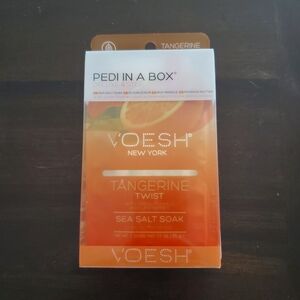 TANGERINE
PEDI IN A BOX®
VOESH®
NEW YORK
TANGERINE
TWIST
SEA SALT SOAK
VOESH